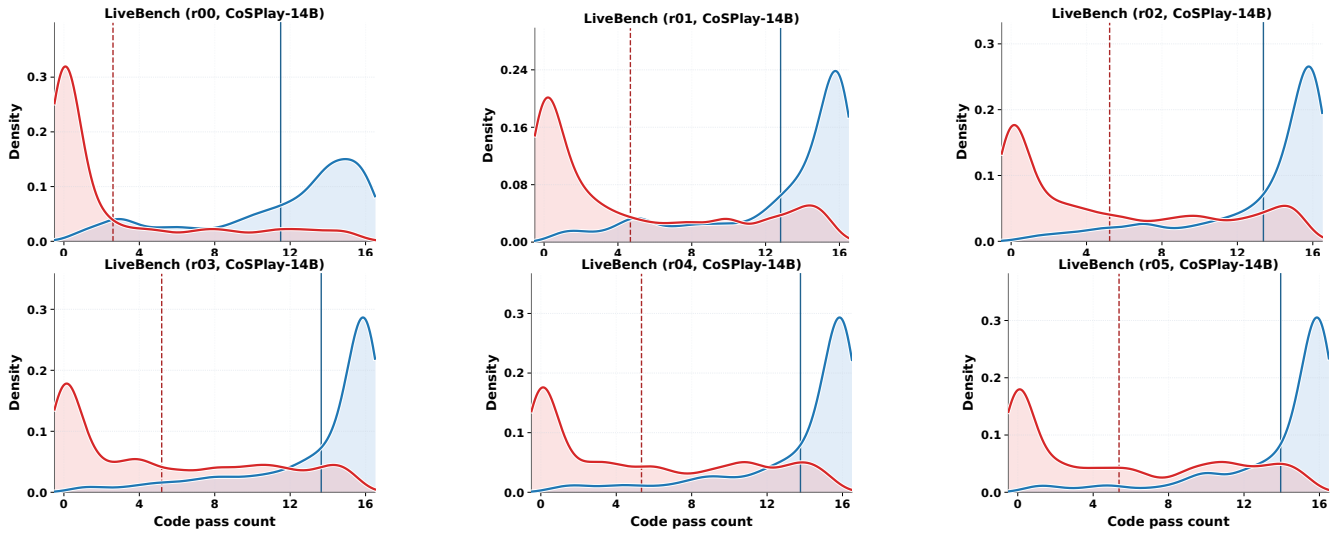 LiveBench (r00, CoSPlay-14B)
Density
0.3
0.2
0.1
0.0
0 4 8 12 16
LiveBench (r01, CoSPlay-14B)
Density
0.24
0.16
0.08
0.00
0 4 8 12 16
LiveBench (r02, CoSPlay-14B)
Density
0.3
0.2
0.1
0.0
0 4 8 12 16
LiveBench (r03, CoSPlay-14B)
Density
0.3
0.2
0.1
0.0
0 4 8 12 16
Code pass count
LiveBench (r04, CoSPlay-14B)
Density
0.3
0.2
0.1
0.0
0 4 8 12 16
Code pass count
LiveBench (r05, CoSPlay-14B)
Density
0.3
0.2
0.1
0.0
0 4 8 12 16
Code pass count